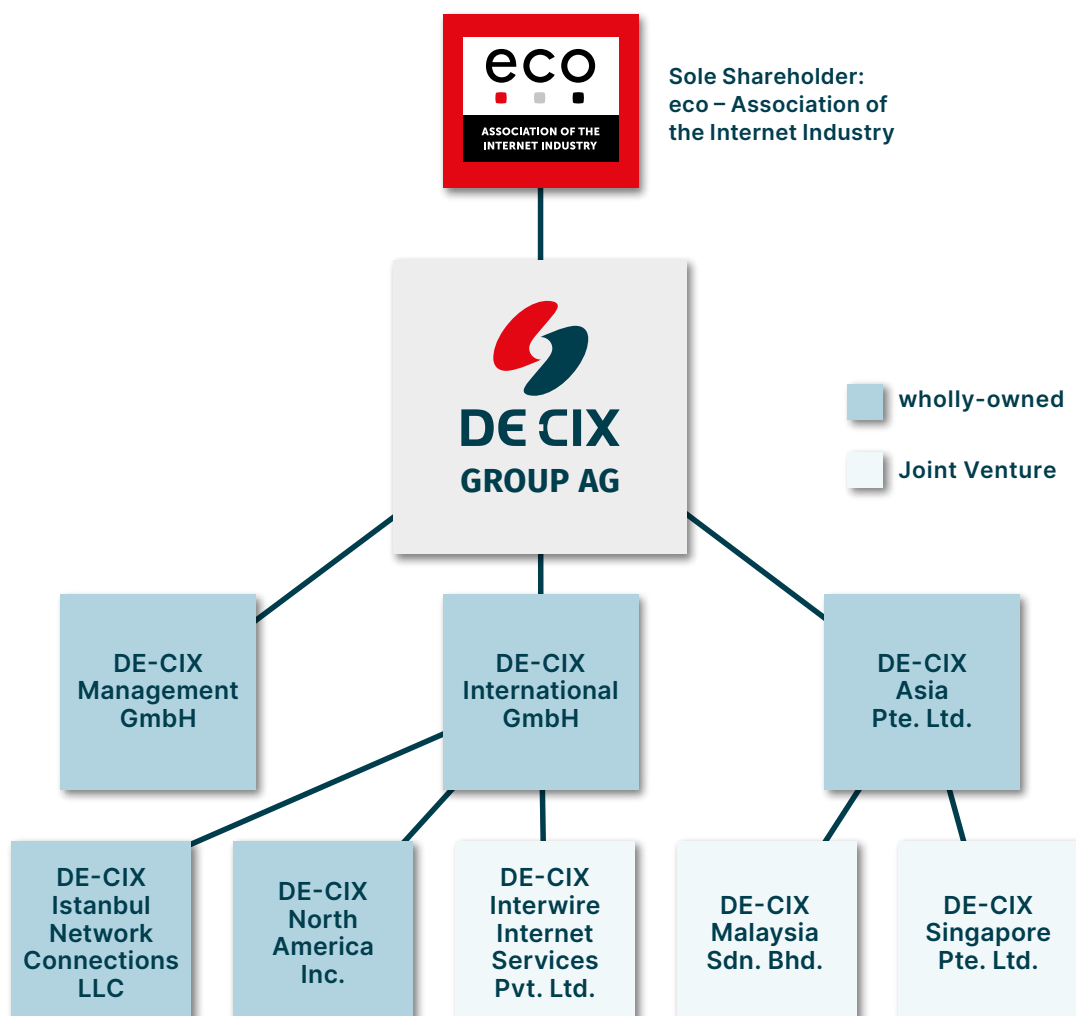 eco
ASSOCIATION OF THE
INTERNET INDUSTRY
Sole Shareholder:
eco – Association of
the Internet Industry
DE CIX
GROUP AG
wholly-owned
Joint Venture
DE-CIX
Management
GmbH
DE-CIX
International
GmbH
DE-CIX
Asia
Pte. Ltd.
DE-CIX
Istanbul
Network
Connections
LLC
DE-CIX
North
America
Inc.
DE-CIX
Interwire
Internet
Services
Pvt. Ltd.
DE-CIX
Malaysia
Sdn. Bhd.
DE-CIX
Singapore
Pte. Ltd.